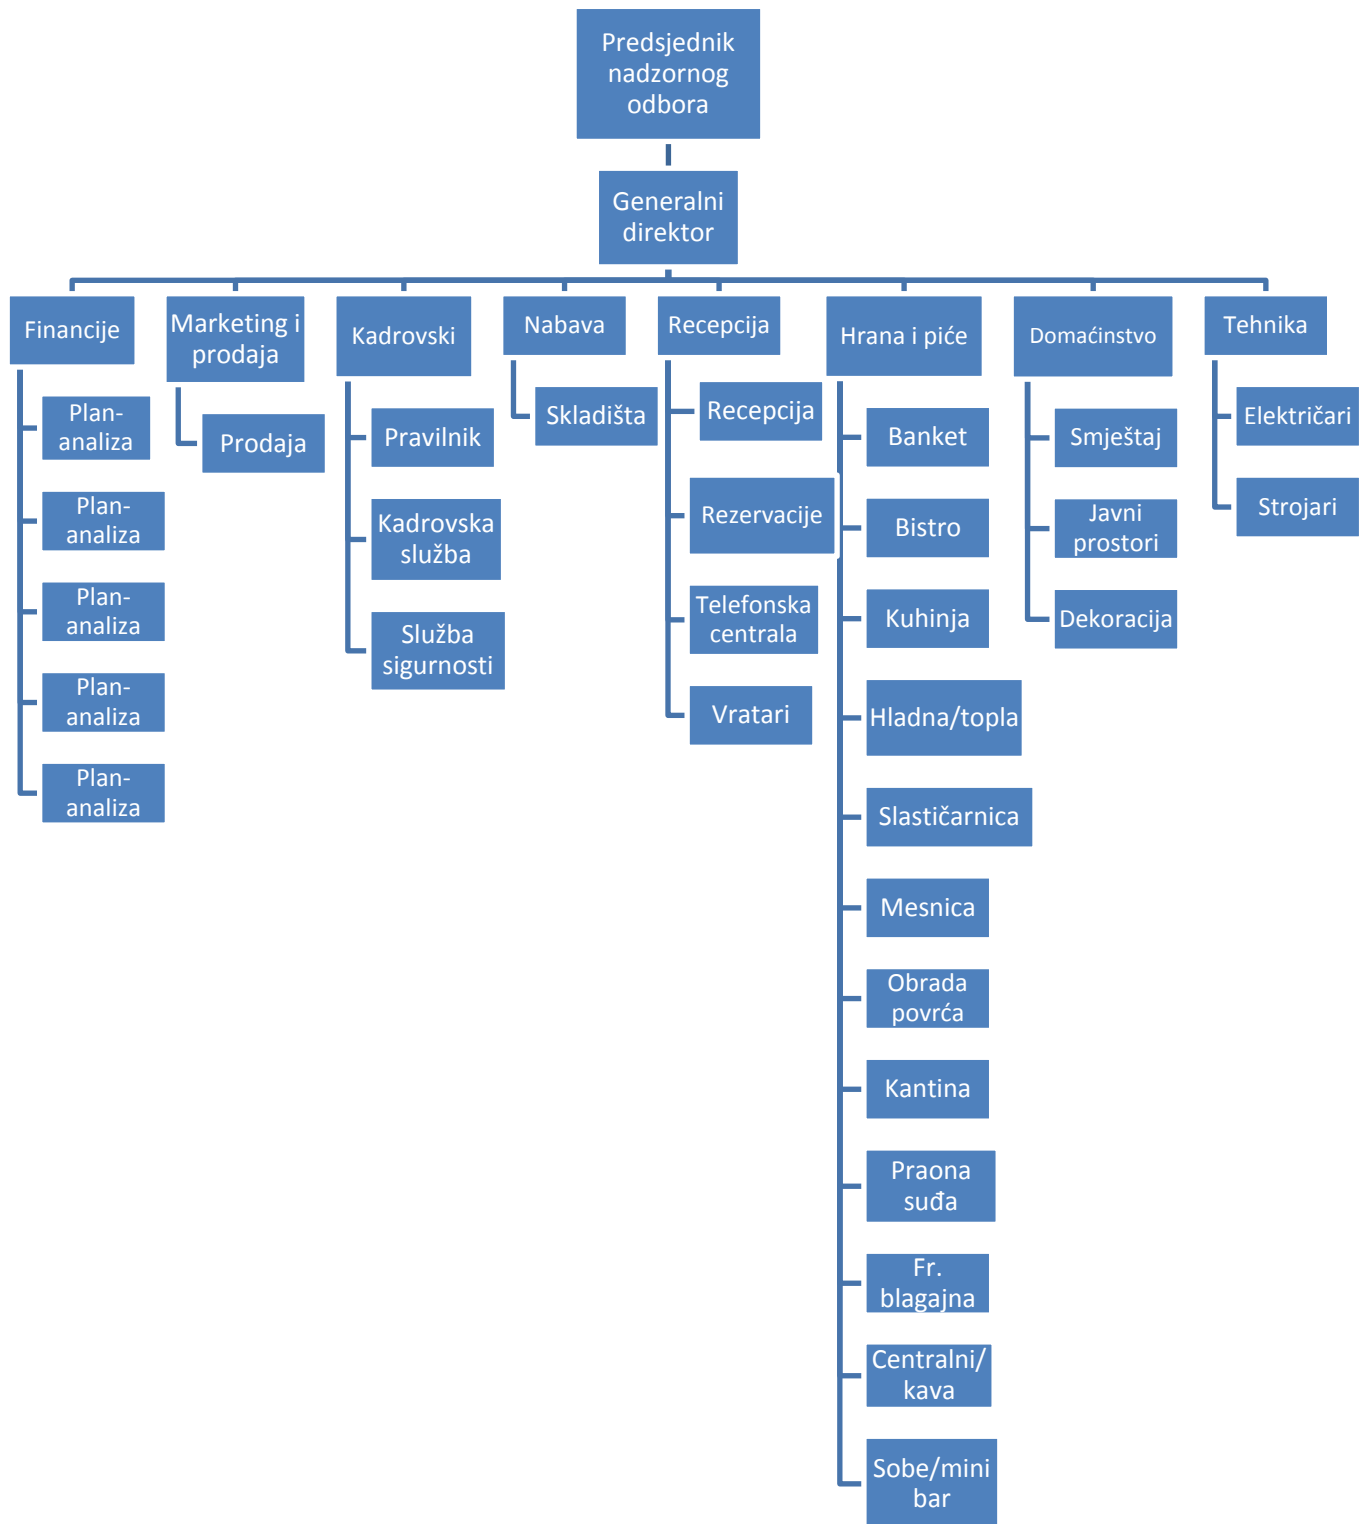 Predsjednik
nadzornog
odbora
Generalni
direktor
Financije
Marketing i
prodaja
Kadrovski
Nabava
Recepcija
Hrana i piće
Domaćinstvo
Tehnika
Plan-
analiza
Plan-
analiza
Plan-
analiza
Plan-
analiza
Plan-
analiza
Prodaja
Pravilnik
Kadrovska
služba
Služba
sigurnosti
Skladišta
Recepcija
Rezervacije
Telefonska
centrala
Vratari
Banket
Bistro
Kuhinja
Hladna/topla
Slastičarnica
Mesnica
Obrada
povrća
Kantina
Praona
suđa
Fr.
blagajna
Centralni/
kava
Sobe/mini
bar
Smještaj
Javni
prostori
Dekoracija
Električari
Strojari